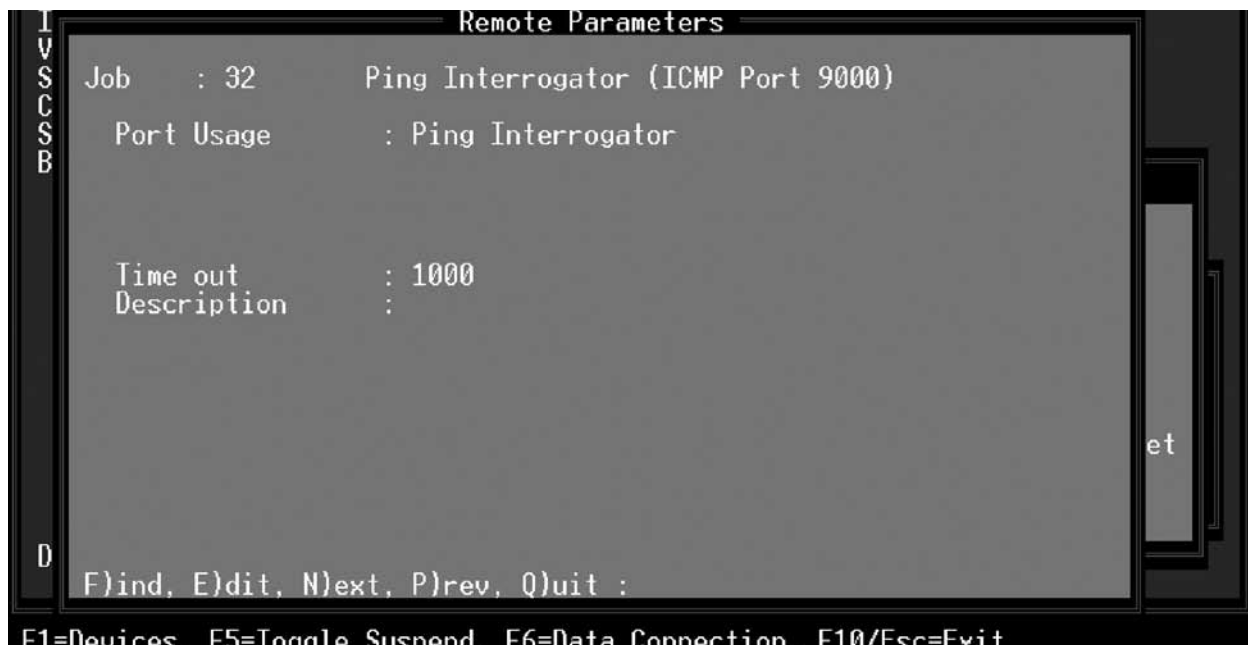 Remote Parameters
I
V
S
C
S
B
Job : 32 Ping Interrogator (ICMP Port 9000)
Port Usage : Ping Interrogator
Time out : 1000
Description :
et
D
F)ind, E)dit, N)ext, P)rev, Q)uit :
F1=Devices F5=Toggle Suspend F6=Data Connection F10/Esc=Exit